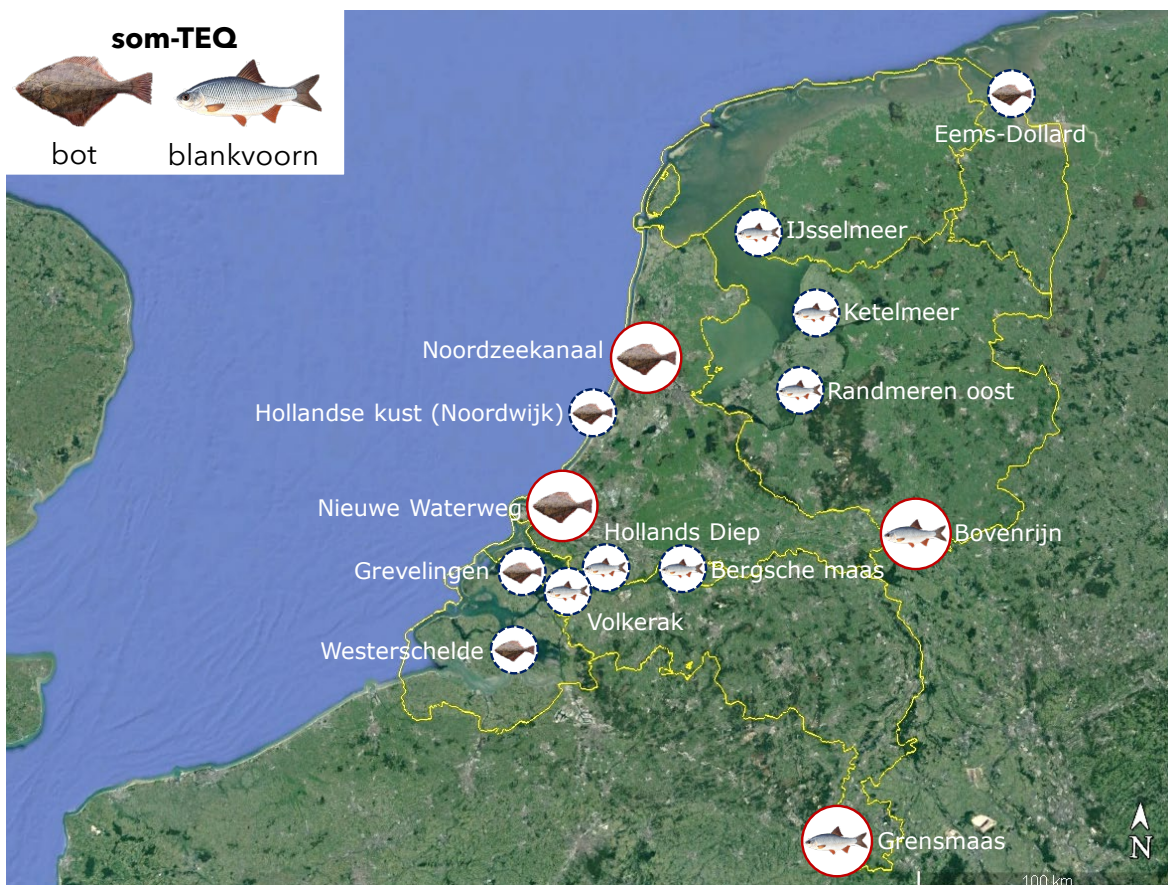 som-TEQ
bot blankvoorn
Eems-Dollard
IJsselmeer
Ketelmeer
Noordzeekanaal
Randmeren oost
Hollandse kust (Noordwijk)
Nieuwe Waterweg
Hollands Diep
Bovenrijn
Grevelingen
Bergsche maas
Volkerak
Westerschelde
Grensmaas
N
100 km